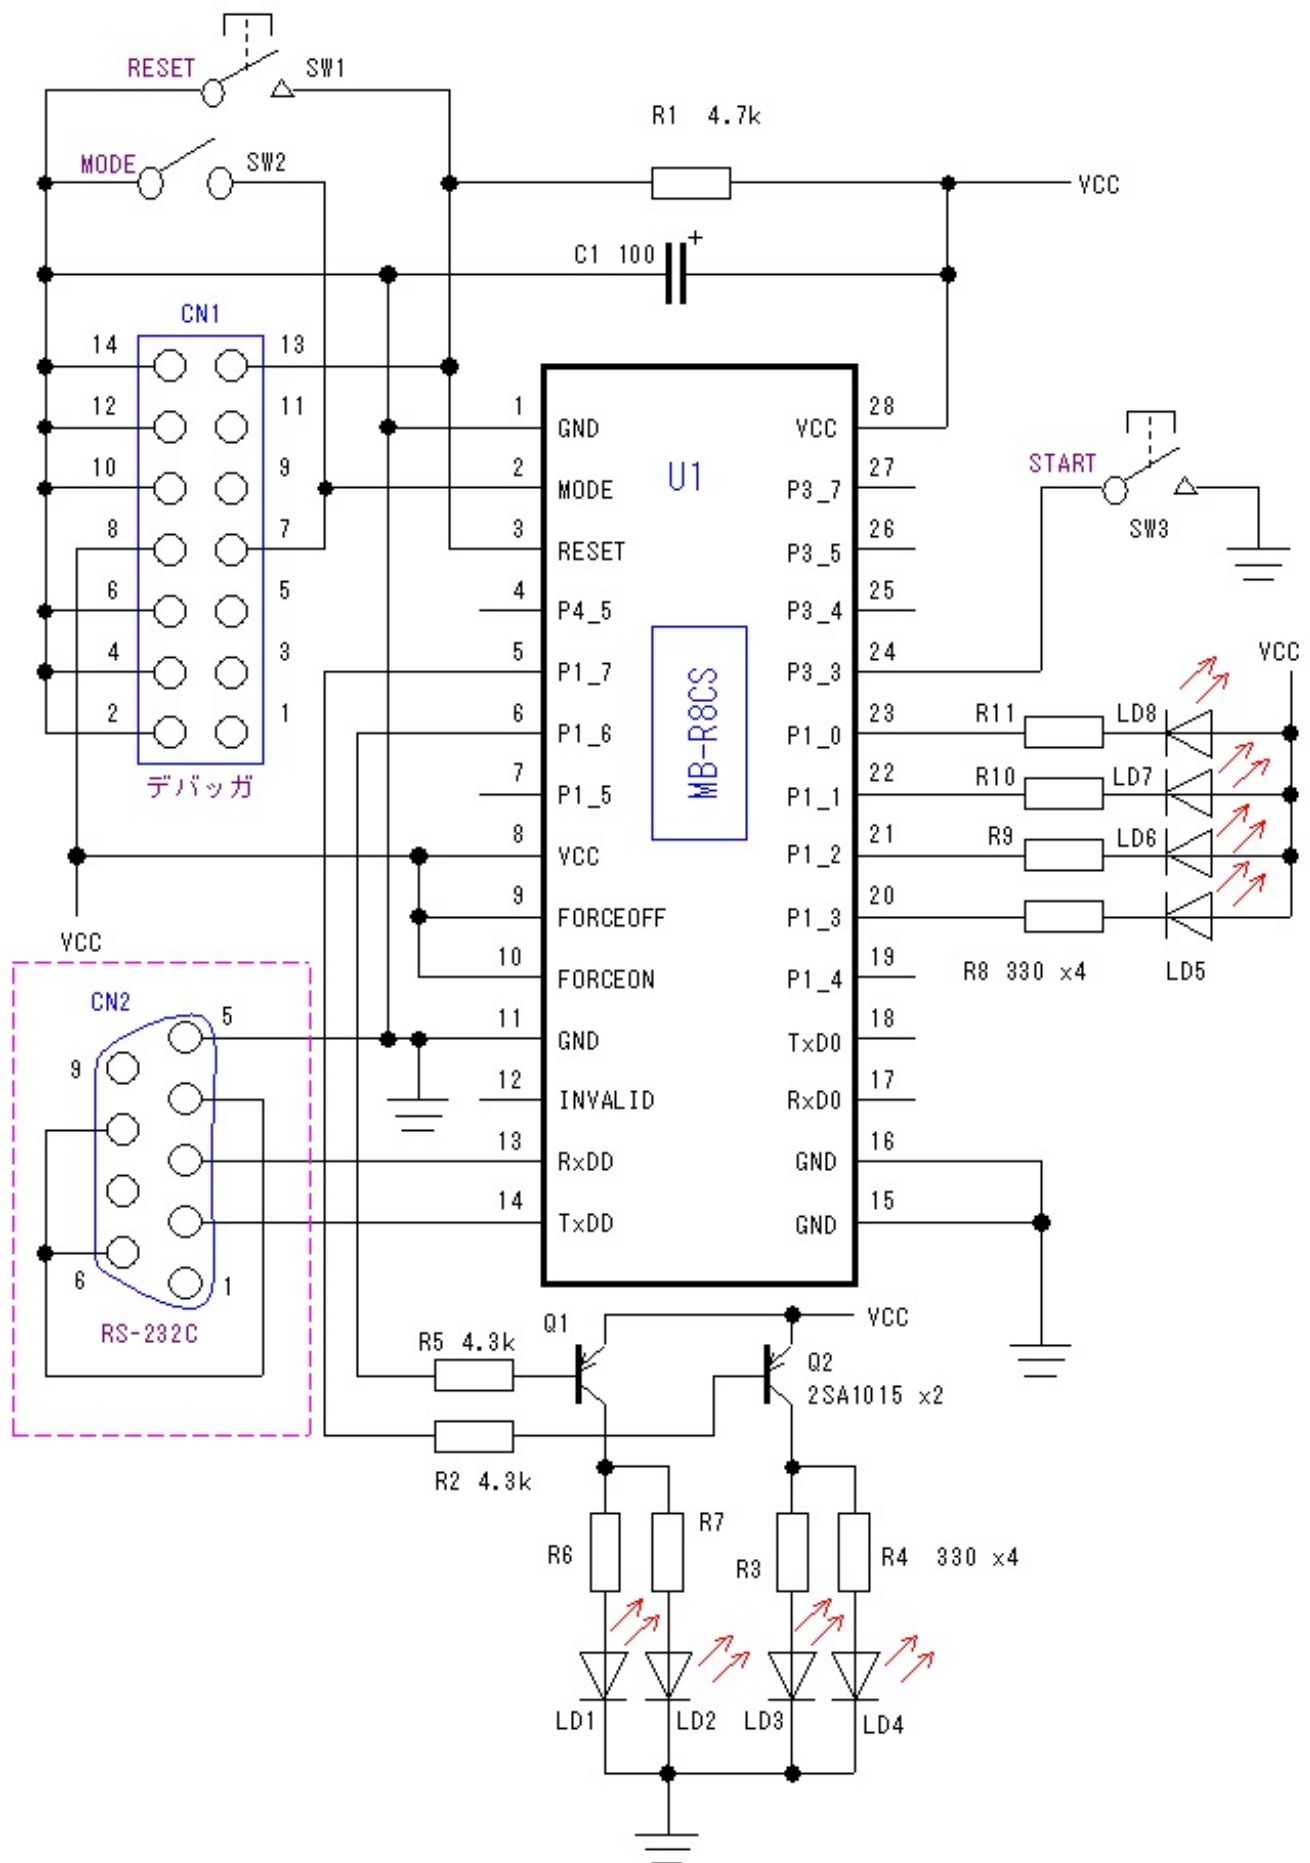 RESET SW1
R1 4.7k
MODE SW2
VCC
C1 100 +
CN1
14 13
12 11
10 9
8 7
6 5
4 3
2 1
デバッガ
VCC
U1
MB-R8CS
1 GND
2 MODE
3 RESET
4 P4_5
5 P1_7
6 P1_6
7 P1_5
8 VCC
9 FORCEOFF
10 FORCEON
11 GND
12 INVALID
13 RxDD
14 TxDD
VCC 28
P3_7 27
P3_5 26
P3_4 25
P3_3 24
P1_0 23
P1_1 22
P1_2 21
P1_3 20
P1_4 19
TxD0 18
RxD0 17
GND 16
GND 15
START
SW3
VCC
R11 LD8
R10 LD7
R9 LD6
R8 330 x4 LD5
CN2
5
9
6
1
RS-232C
Q1
VCC
R5 4.3k
Q2
2SA1015 x2
R2 4.3k
R6
R7
R3
R4 330 x4
LD1
LD2
LD3
LD4